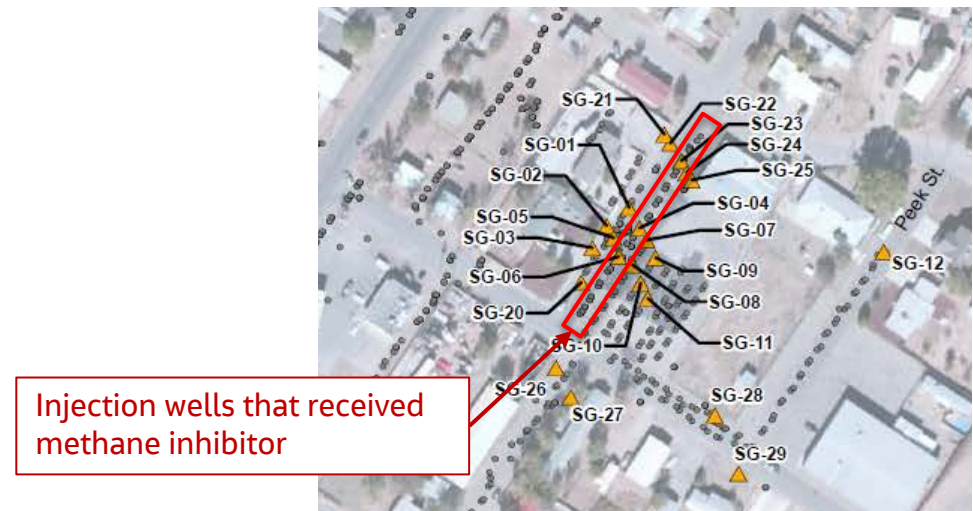 SG-21
SG-22
SG-23
SG-01
SG-24
SG-02
SG-25
SG-05
SG-04
SG-03
SG-07
SG-06
SG-09
SG-20
SG-08
SG-10
SG-11
SG-12
Peek St.
SG-26
SG-27
SG-28
SG-29
Injection wells that received
methane inhibitor